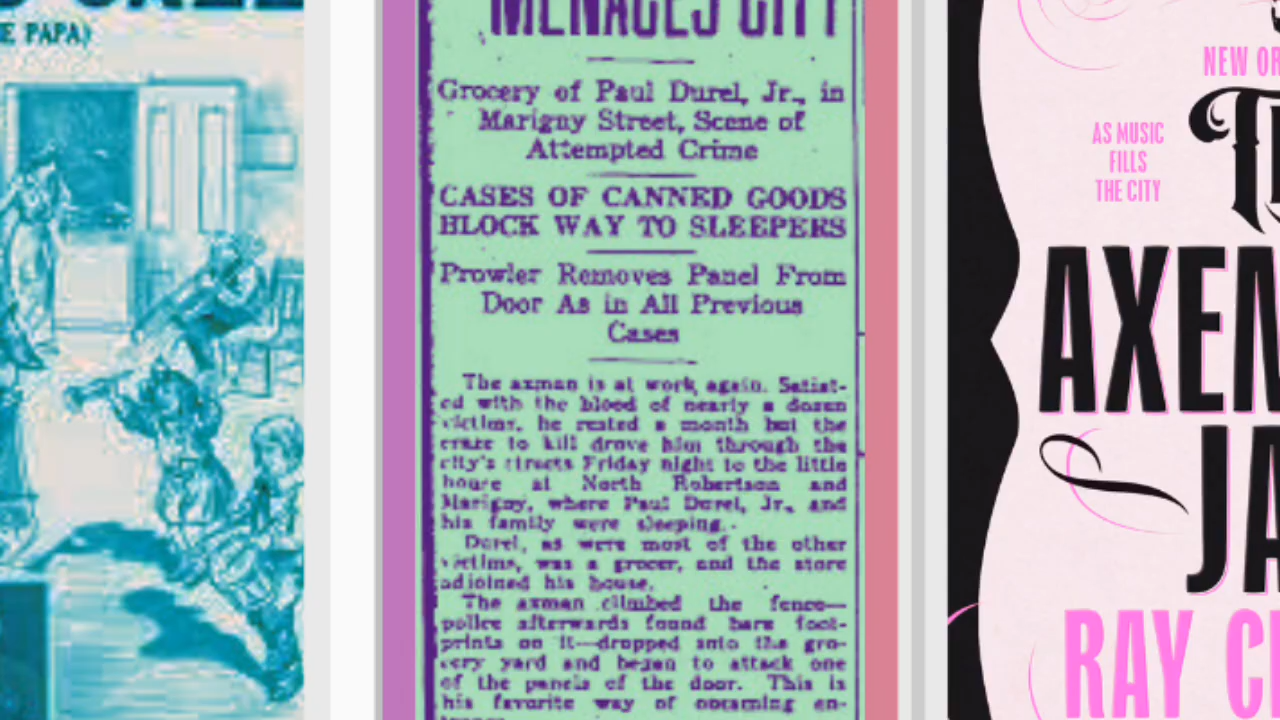 E PAPA)
MENACES CITY
Grocery of Paul Durel, Jr., in
Marigny Street, Scene of
Attempted Crime
CASES OF CANNED GOODS
BLOCK WAY TO SLEEPERS
Prowler Removes Panel From
Door As in All Previous
Cases
The axman is at work again. Satisf-
ed with the blood of nearly a dozen
victims, he rested a month but the
craze to kill drove him through the
city's streets Friday night to the little
house at North Robertson and
Marigny, where Paul Durel, Jr., and
his family were sleeping.
Durel, as were most of the other
victims, was a grocer, and the store
adjoined his house.
The axman climbed the fence—
police afterwards found bare foot-
prints on it—dropped into the gro-
cery yard and began to attack one
of the panels of the door. This is
his favorite way of obtaining en-
NEW OR
AS MUSIC
FILLS
THE CITY
AXEM
JA
RAY C